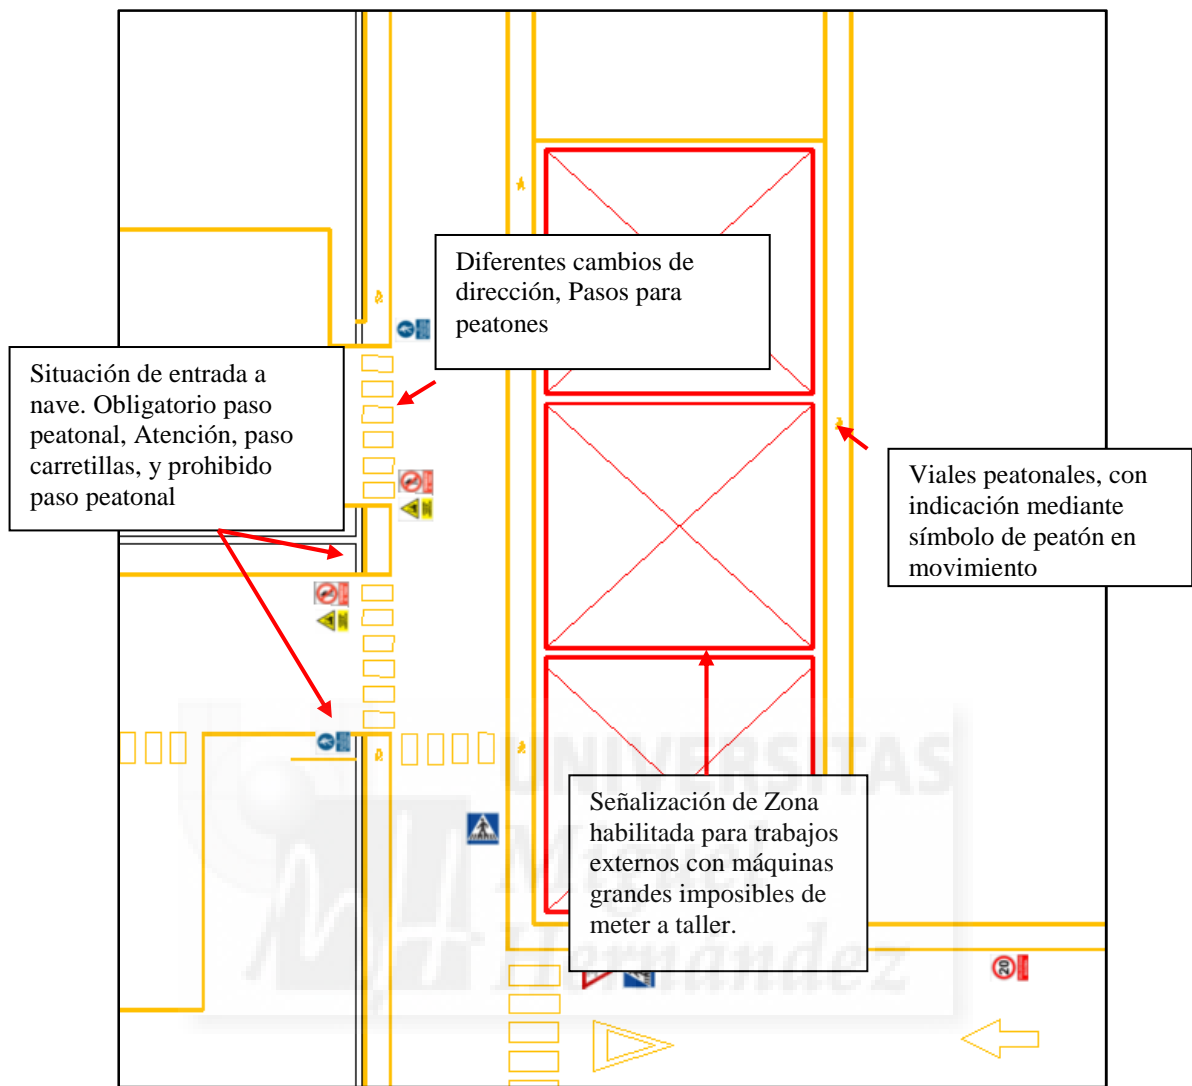 Diferentes cambios de
dirección, Pasos para
peatones
Situación de entrada a
nave. Obligatorio paso
peatonal, Atención, paso
carretillas, y prohibido
paso peatonal
Viales peatonales, con
indicación mediante
símbolo de peatón en
movimiento
Señalización de Zona
habilitada para trabajos
externos con máquinas
grandes imposibles de
meter a taller.
UNIVERSITAS
Miguel
Hernández
20